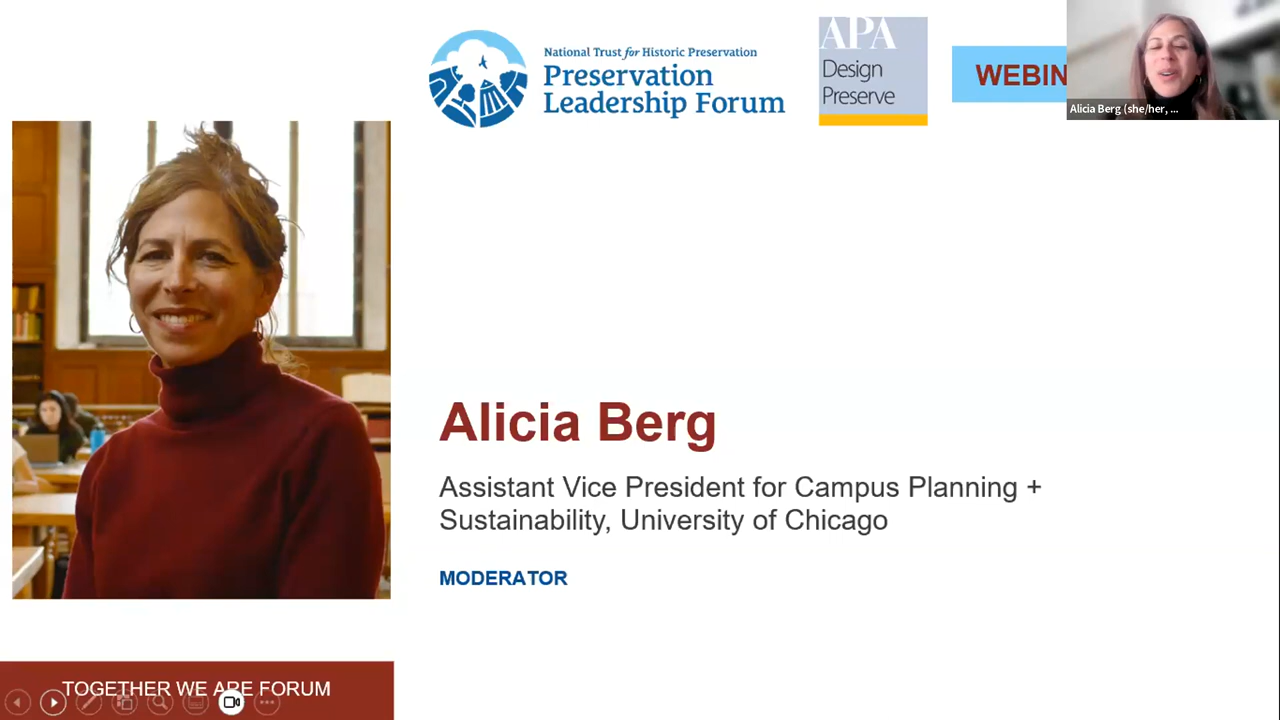 National Trust for Historic Preservation
Preservation
Leadership Forum
APA
Design
Preserve
WEBIN
Alicia Berg (she/her, ...
Alicia Berg
Assistant Vice President for Campus Planning +
Sustainability, University of Chicago
MODERATOR
TOGETHER WE ARE FORUM